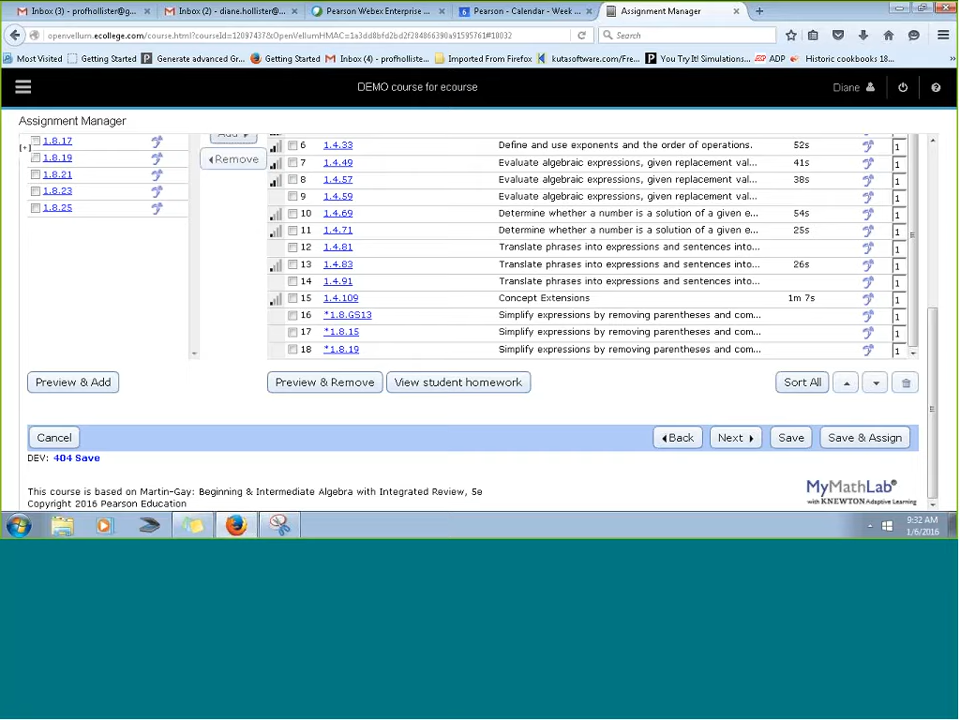 Inbox (3) - profhollister@g... Inbox (2) - diane.hollister@... Pearson Webex Enterprise ... Pearson - Calendar - Week ... Assignment Manager
openvellum.ecollege.com/course.html?courseId=12097437&OpenVellumHMAC=1a3dd8bfd2bd2f284866390a91595761#10032 Search
Most Visited Getting Started Generate advanced Gr... Getting Started Inbox (4) - profholliste... Imported From Firefox kutasoftware.com/Fre... You Try It! Simulations... ADP Historic cookbooks 18...
DEMO course for ecourse Diane
Assignment Manager
1.8.17 Add
[+] 1.8.19 Remove
1.8.21
1.8.23
1.8.25
6 1.4.33 Define and use exponents and the order of operations. 52s 1
7 1.4.49 Evaluate algebraic expressions, given replacement val... 41s 1
8 1.4.57 Evaluate algebraic expressions, given replacement val... 38s 1
9 1.4.59 Evaluate algebraic expressions, given replacement val... 1
10 1.4.69 Determine whether a number is a solution of a given e... 54s 1
11 1.4.71 Determine whether a number is a solution of a given e... 25s 1
12 1.4.81 Translate phrases into expressions and sentences into... 1
13 1.4.83 Translate phrases into expressions and sentences into... 26s 1
14 1.4.91 Translate phrases into expressions and sentences into... 1
15 1.4.109 Concept Extensions 1m 7s 1
16 *1.8.GS13 Simplify expressions by removing parentheses and com... 1
17 *1.8.15 Simplify expressions by removing parentheses and com... 1
18 *1.8.19 Simplify expressions by removing parentheses and com... 1
Preview & Add Preview & Remove View student homework Sort All
Cancel Back Next Save Save & Assign
DEV: 404 Save
This course is based on Martin-Gay: Beginning & Intermediate Algebra with Integrated Review, 5e
Copyright 2016 Pearson Education
MyMathLab®
with KNEWTON Adaptive Learning
9:32 AM
1/6/2016